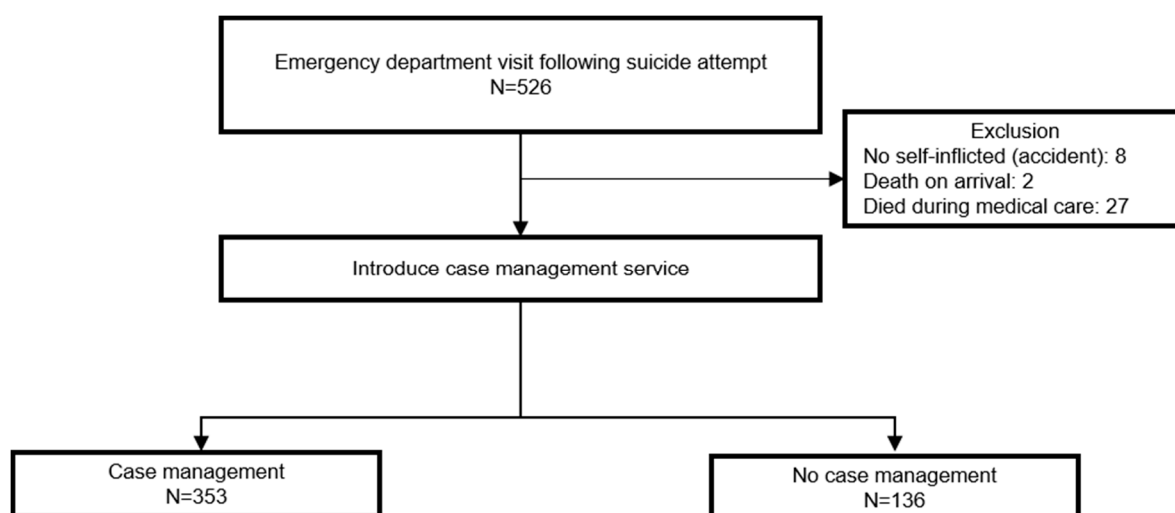 Emergency department visit following suicide attempt
N=526
Exclusion
No self-inflicted (accident): 8
Death on arrival: 2
Died during medical care: 27
Introduce case management service
Case management
N=353
No case management
N=136